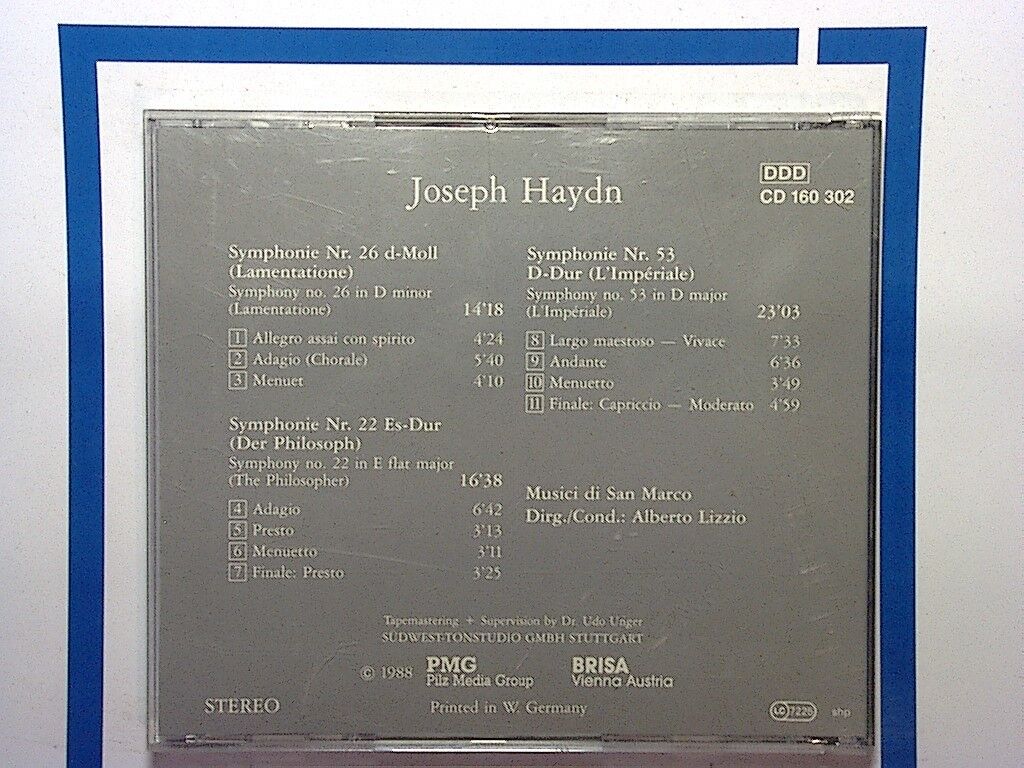 Joseph Haydn
DDD
CD 160 302
Symphonie Nr. 26 d-Moll
(Lamentatione)
Symphony no. 26 in D minor
(Lamentatione) 14'18
1 Allegro assai con spirito 4'24
2 Adagio (Chorale) 5'40
3 Menuet 4'10
Symphonie Nr. 22 Es-Dur
(Der Philosoph)
Symphony no. 22 in E flat major
(The Philosopher) 16'38
4 Adagio 6'42
5 Presto 3'13
6 Menuetto 3'11
7 Finale: Presto 3'25
Symphonie Nr. 53
D-Dur (L'Impériale)
Symphony no. 53 in D major
(L'Impériale) 23'03
8 Largo maestoso — Vivace 7'33
9 Andante 6'36
10 Menuetto 3'49
11 Finale: Capriccio — Moderato 4'59
Musici di San Marco
Dirg./Cond.: Alberto Lizzio
Tapemastering + Supervision by Dr. Udo Unger
SÜDWEST-TONSTUDIO GMBH STUTTGART
© 1988 PMG
Pilz Media Group
BRISA
Vienna Austria
STEREO
Printed in W. Germany
LC 7226
shp